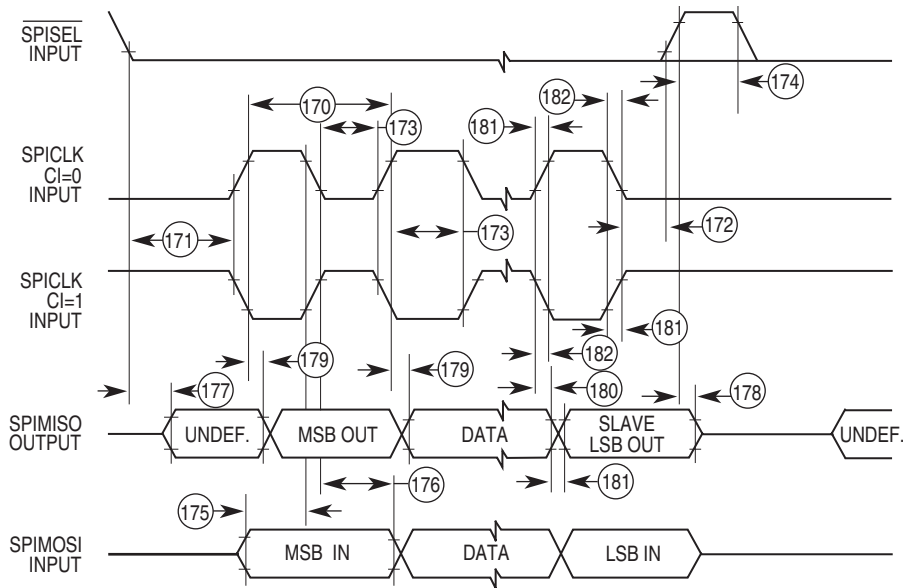 SPISEL
INPUT
174
182
170
181
173
SPICLK
CI=0
INPUT
171
173
172
SPICLK
CI=1
INPUT
181
182
179
179
180
177
178
SPIMISO
OUTPUT
UNDEF.
MSB OUT
DATA
SLAVE
LSB OUT
UNDEF.
176
181
175
SPIMOSI
INPUT
MSB IN
DATA
LSB IN